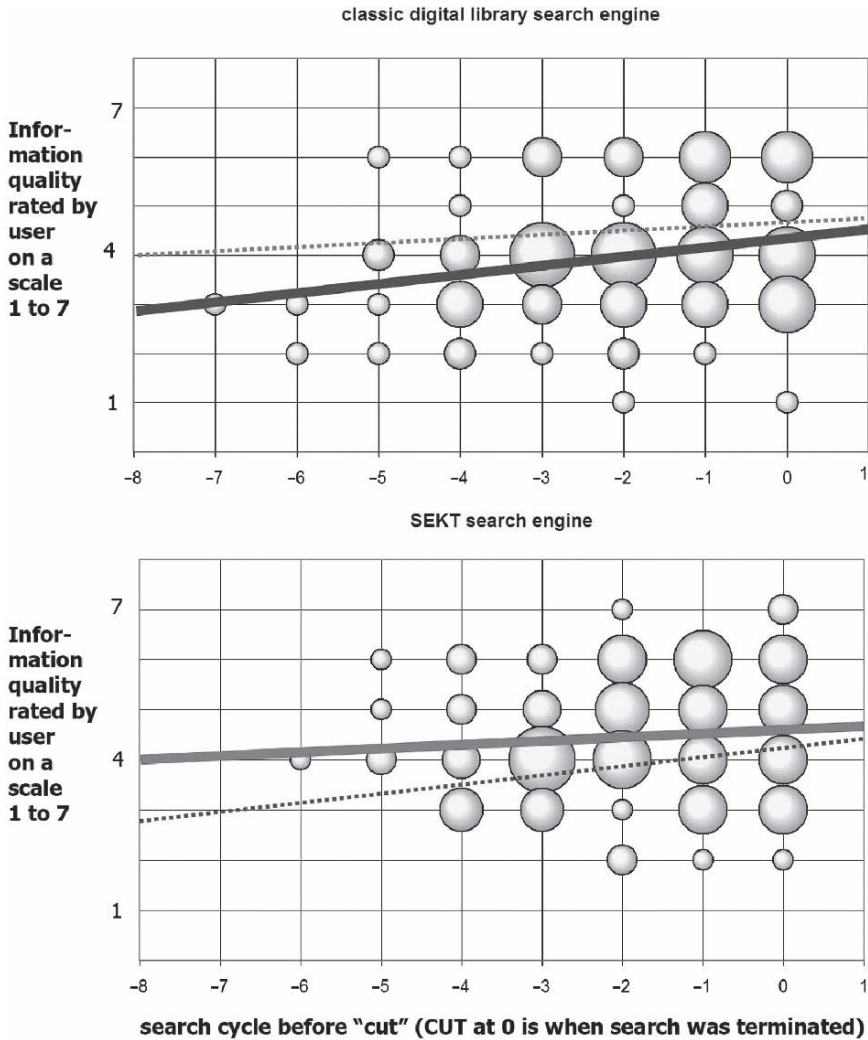 classic digital library search engine
7
Infor-
mation
quality
rated by
user
on a
scale
1 to 7
4
1
–8 –7 –6 –5 –4 –3 –2 –1 0 1
SEKT search engine
7
Infor-
mation
quality
rated by
user
on a
scale
1 to 7
4
1
–8 –7 –6 –5 –4 –3 –2 –1 0 1
search cycle before “cut” (CUT at 0 is when search was terminated)